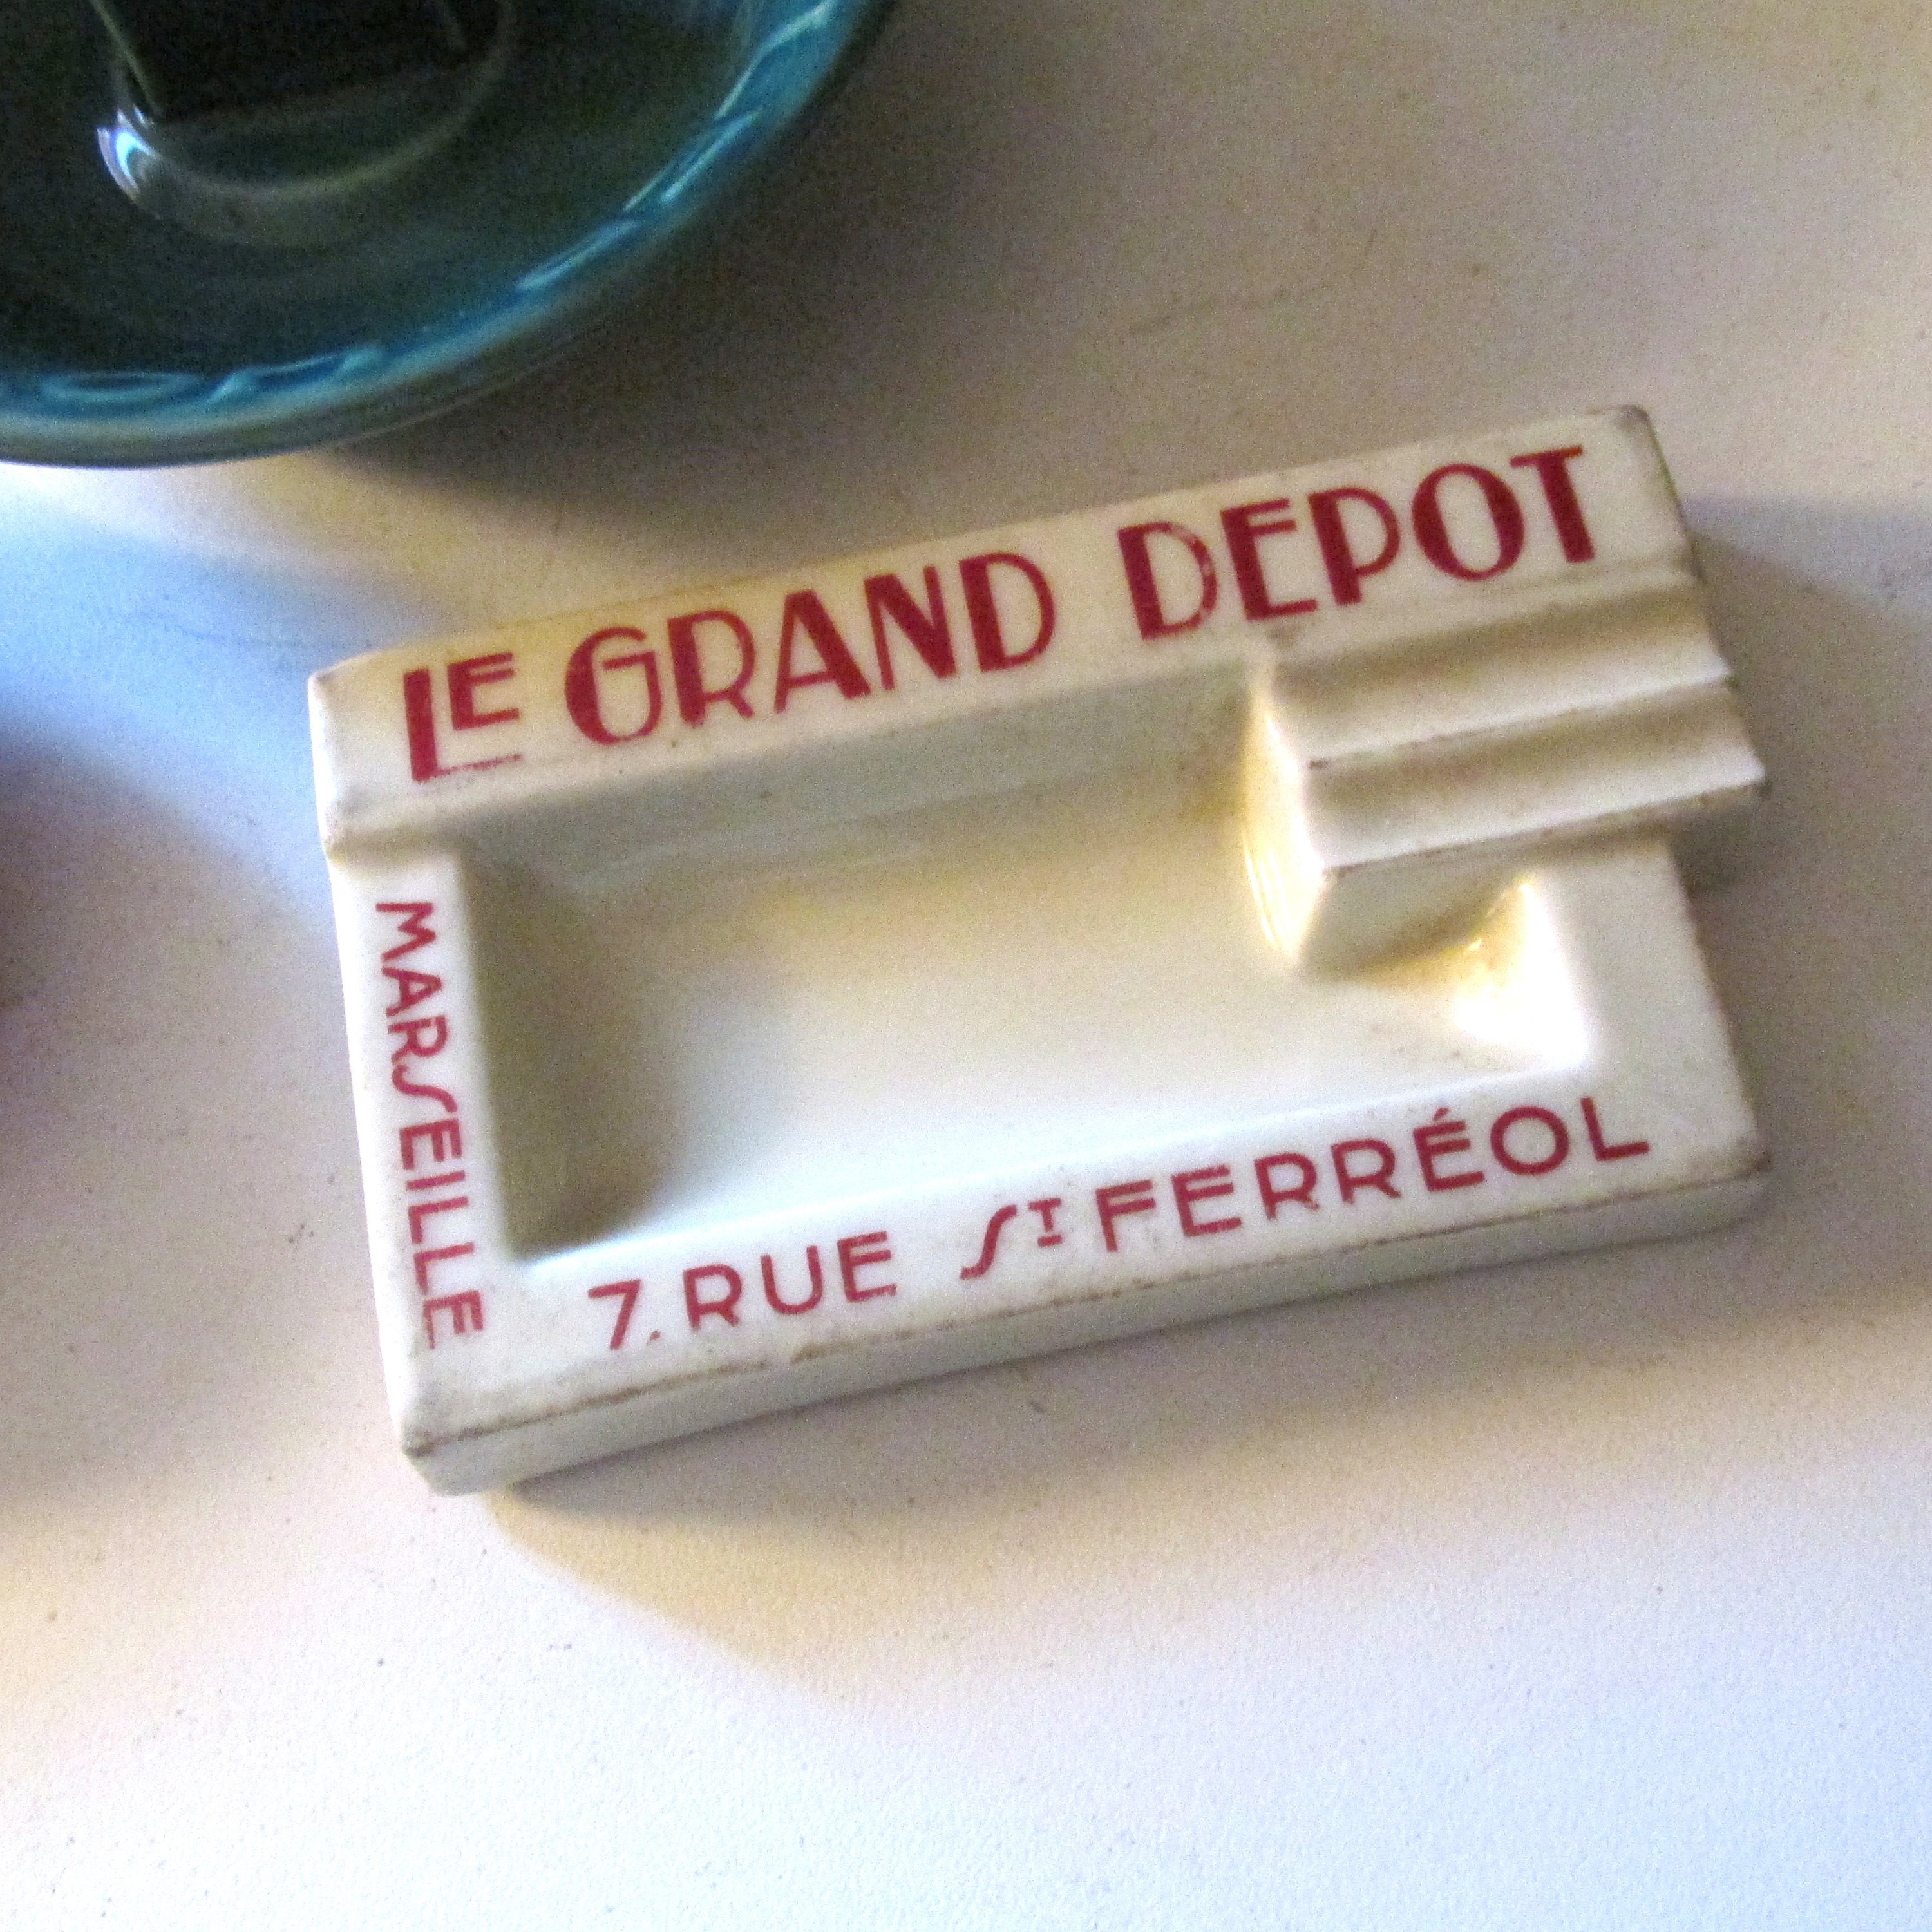 LE GRAND DEPOT
MARSEILLE
7. RUE ST FERRÉOL